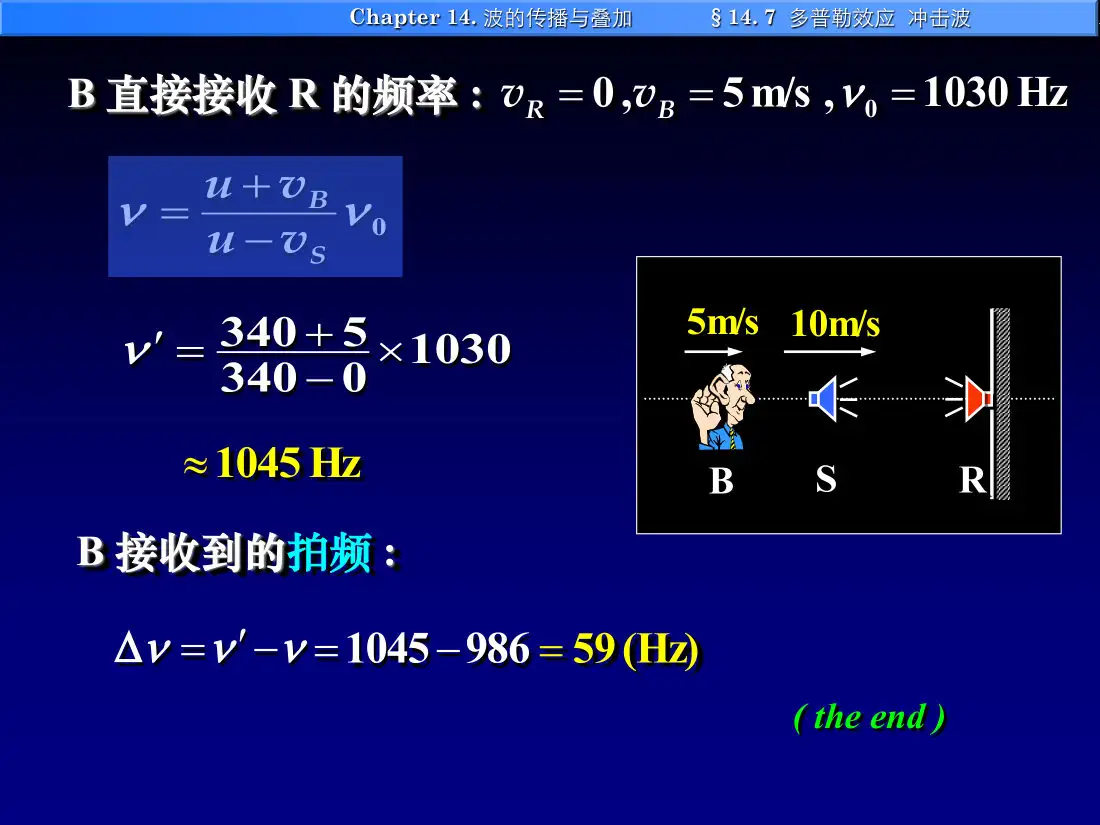 Chapter 14. 波的传播与叠加 §14. 7 多普勒效应 冲击波
B 直接接收 R 的频率 : v_R = 0 ,v_B = 5 m/s , ν_0 = 1030 Hz
ν = (u + v_B)/(u − v_S) ν_0
ν′ = (340 + 5)/(340 − 0) × 1030
≈ 1045 Hz
5m/s 10m/s
B S R
B 接收到的拍频 :
Δν = ν′ − ν = 1045 − 986 = 59 (Hz)
( the end )